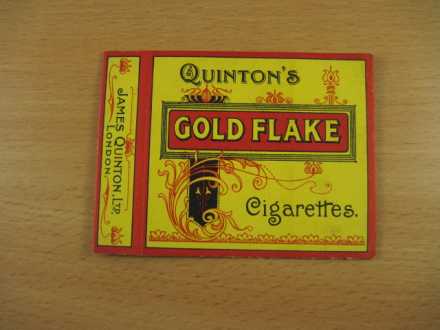 JAMES QUINTON, LTD
LONDON.
QUINTON'S
GOLD FLAKE
Cigarettes.